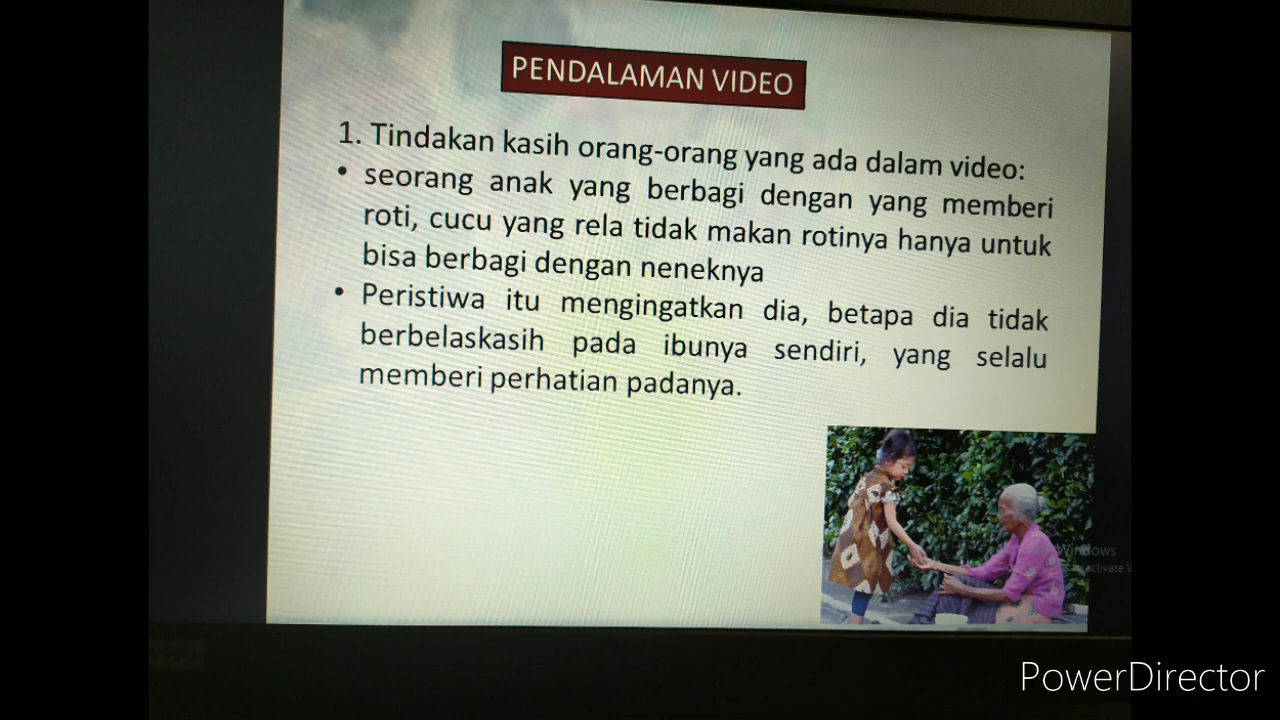 PENDALAMAN VIDEO
1. Tindakan kasih orang-orang yang ada dalam video:
• seorang anak yang berbagi dengan yang memberi
roti, cucu yang rela tidak makan rotinya hanya untuk
bisa berbagi dengan neneknya
• Peristiwa itu mengingatkan dia, betapa dia tidak
berbelaskasih pada ibunya sendiri, yang selalu
memberi perhatian padanya.
Windows
activate
PowerDirector